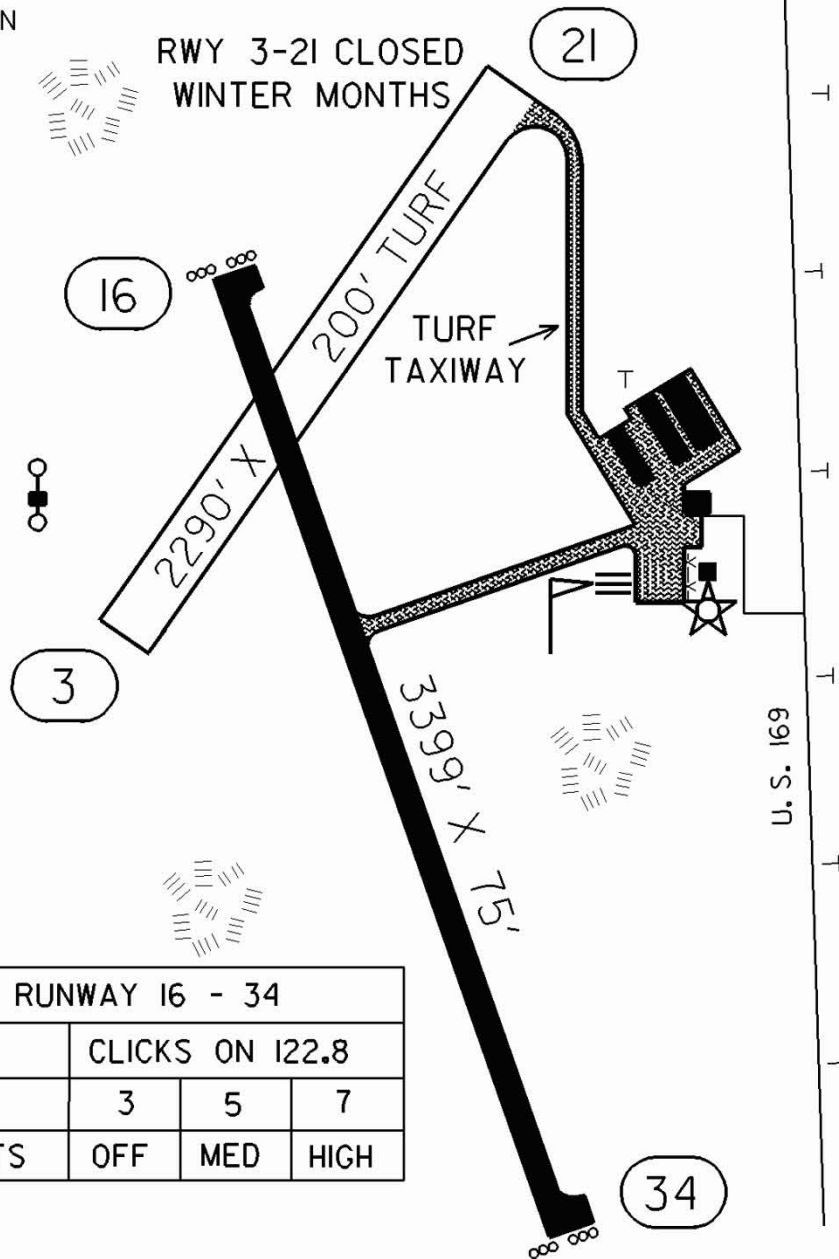 N
RWY 3-21 CLOSED
WINTER MONTHS
21
16
2290' X 200' TURF
TURF
TAXIWAY
3
3399' X 75'
U.S. 169
RUNWAY 16 - 34
CLICKS ON 122.8
3 5 7
TS OFF MED HIGH
34